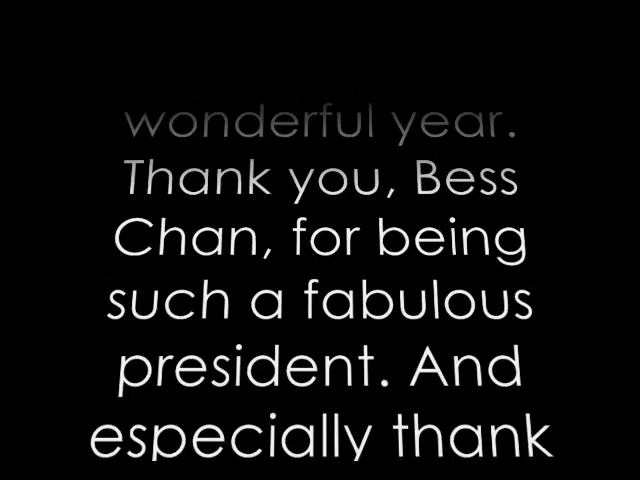 wonderful year.
Thank you, Bess
Chan, for being
such a fabulous
president. And
especially thank